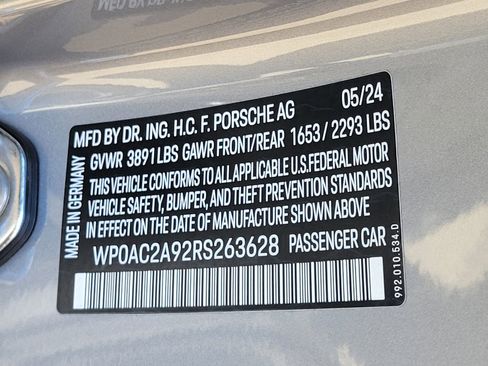 MFD BY DR. ING. H.C. F. PORSCHE AG 05/24
GVWR 3891 LBS GAWR FRONT/REAR 1653 / 2293 LBS
THIS VEHICLE CONFORMS TO ALL APPLICABLE U.S. FEDERAL MOTOR
VEHICLE SAFETY, BUMPER, AND THEFT PREVENTION STANDARDS
IN EFFECT ON THE DATE OF MANUFACTURE SHOWN ABOVE.
WP0AC2A92RS263628 PASSENGER CAR
MADE IN GERMANY
992.010.534.D